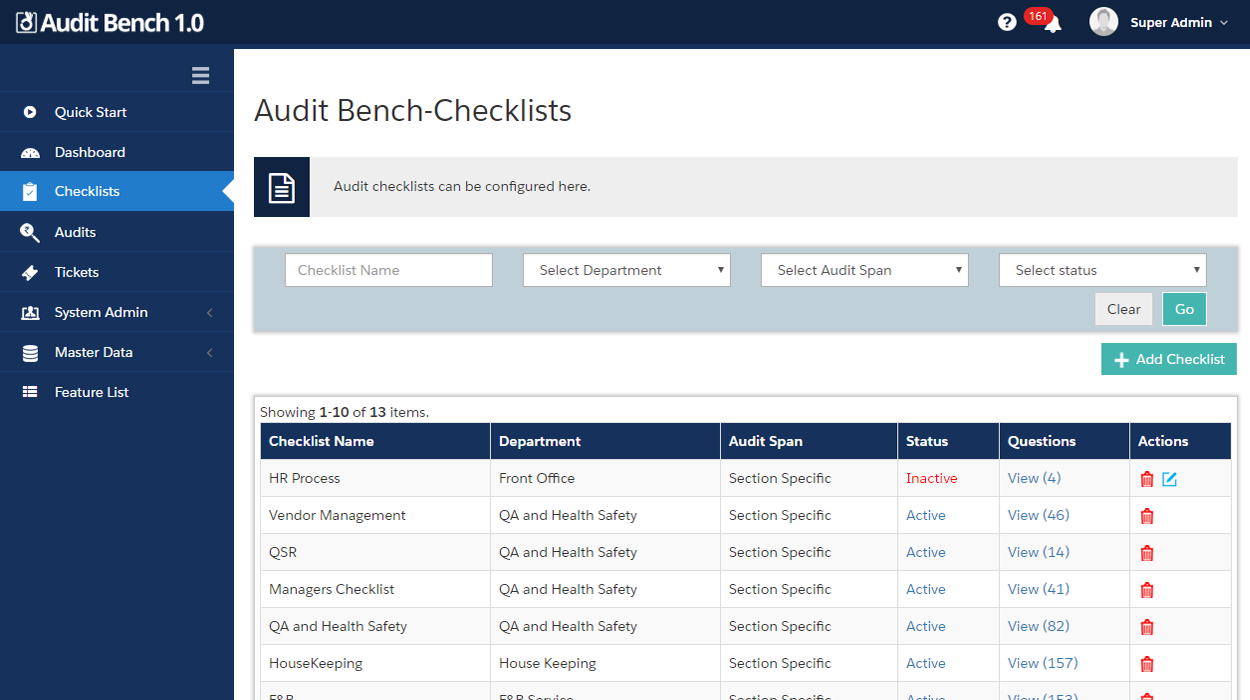 Audit Bench 1.0
161
Super Admin
Quick Start
Dashboard
Checklists
Audits
Tickets
System Admin
Master Data
Feature List
Audit Bench-Checklists
Audit checklists can be configured here.
Checklist Name Select Department Select Audit Span Select status
Clear Go
Add Checklist
Showing 1-10 of 13 items.
Checklist Name Department Audit Span Status Questions Actions
HR Process Front Office Section Specific Inactive View (4)
Vendor Management QA and Health Safety Section Specific Active View (46)
QSR QA and Health Safety Section Specific Active View (14)
Managers Checklist QA and Health Safety Section Specific Active View (41)
QA and Health Safety QA and Health Safety Section Specific Active View (82)
HouseKeeping House Keeping Section Specific Active View (157)
F&B F&B Service Section Specific Active View (153)